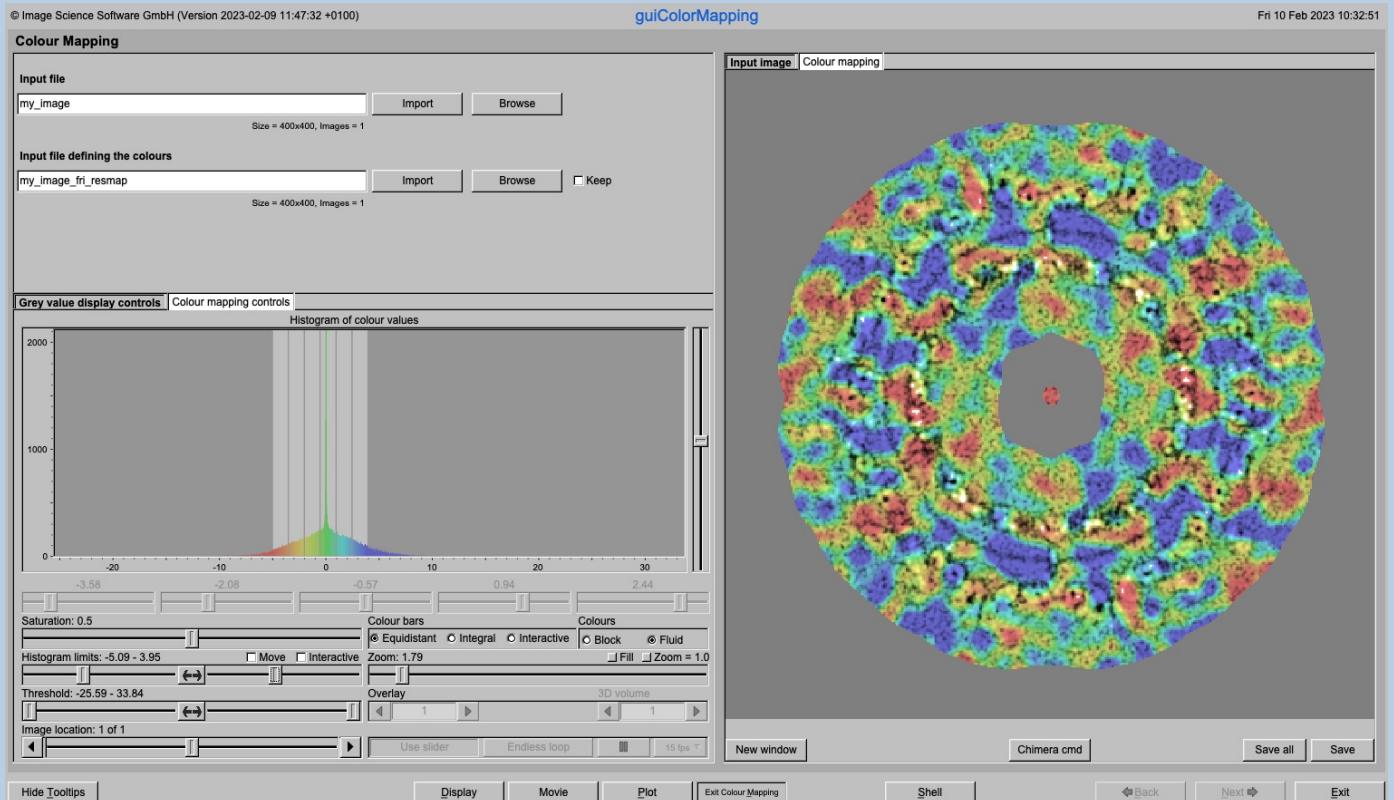 © Image Science Software GmbH (Version 2023-02-09 11:47:32 +0100)
guiColorMapping
Fri 10 Feb 2023 10:32:51
Colour Mapping
Input file
my_image
Import
Browse
Size = 400x400, Images = 1
Input file defining the colours
my_image_fri_resmap
Import
Browse
Keep
Size = 400x400, Images = 1
Grey value display controls
Colour mapping controls
Histogram of colour values
2000
1000
0
-20 -10 0 10 20 30
-3.58 -2.08 -0.57 0.94 2.44
Saturation: 0.5
Colour bars
Equidistant Integral Interactive
Colours
Block Fluid
Histogram limits: -5.09 - 3.95
Move Interactive
Zoom: 1.79
Fill Zoom = 1.0
Threshold: -25.59 - 33.84
Overlay
1
3D volume
1
Image location: 1 of 1
Use slider
Endless loop
15 fps
Input image
Colour mapping
New window
Chimera cmd
Save all
Save
Hide Tooltips
Display
Movie
Plot
Exit Colour Mapping
Shell
Back
Next
Exit